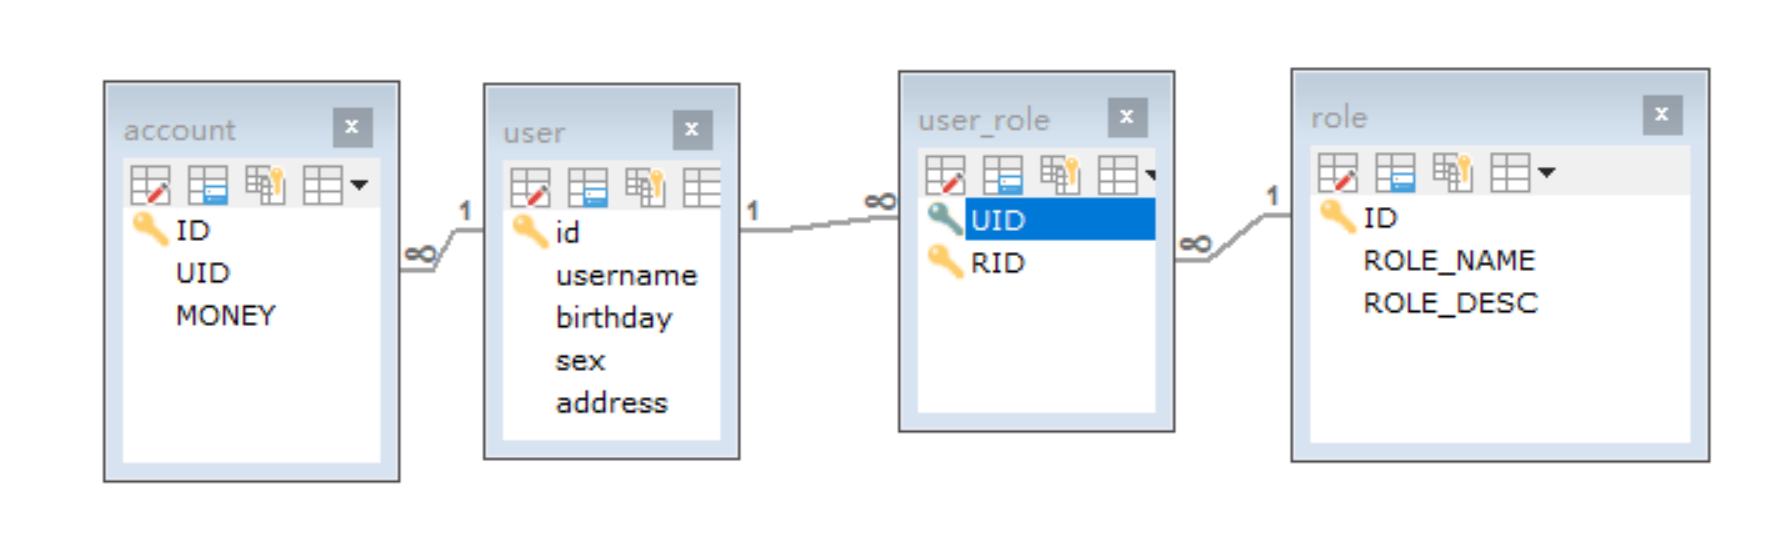 account
x
ID
UID
MONEY
∞
1
user
x
id
username
birthday
sex
address
1
∞
user_role
x
UID
RID
∞
1
role
x
ID
ROLE_NAME
ROLE_DESC